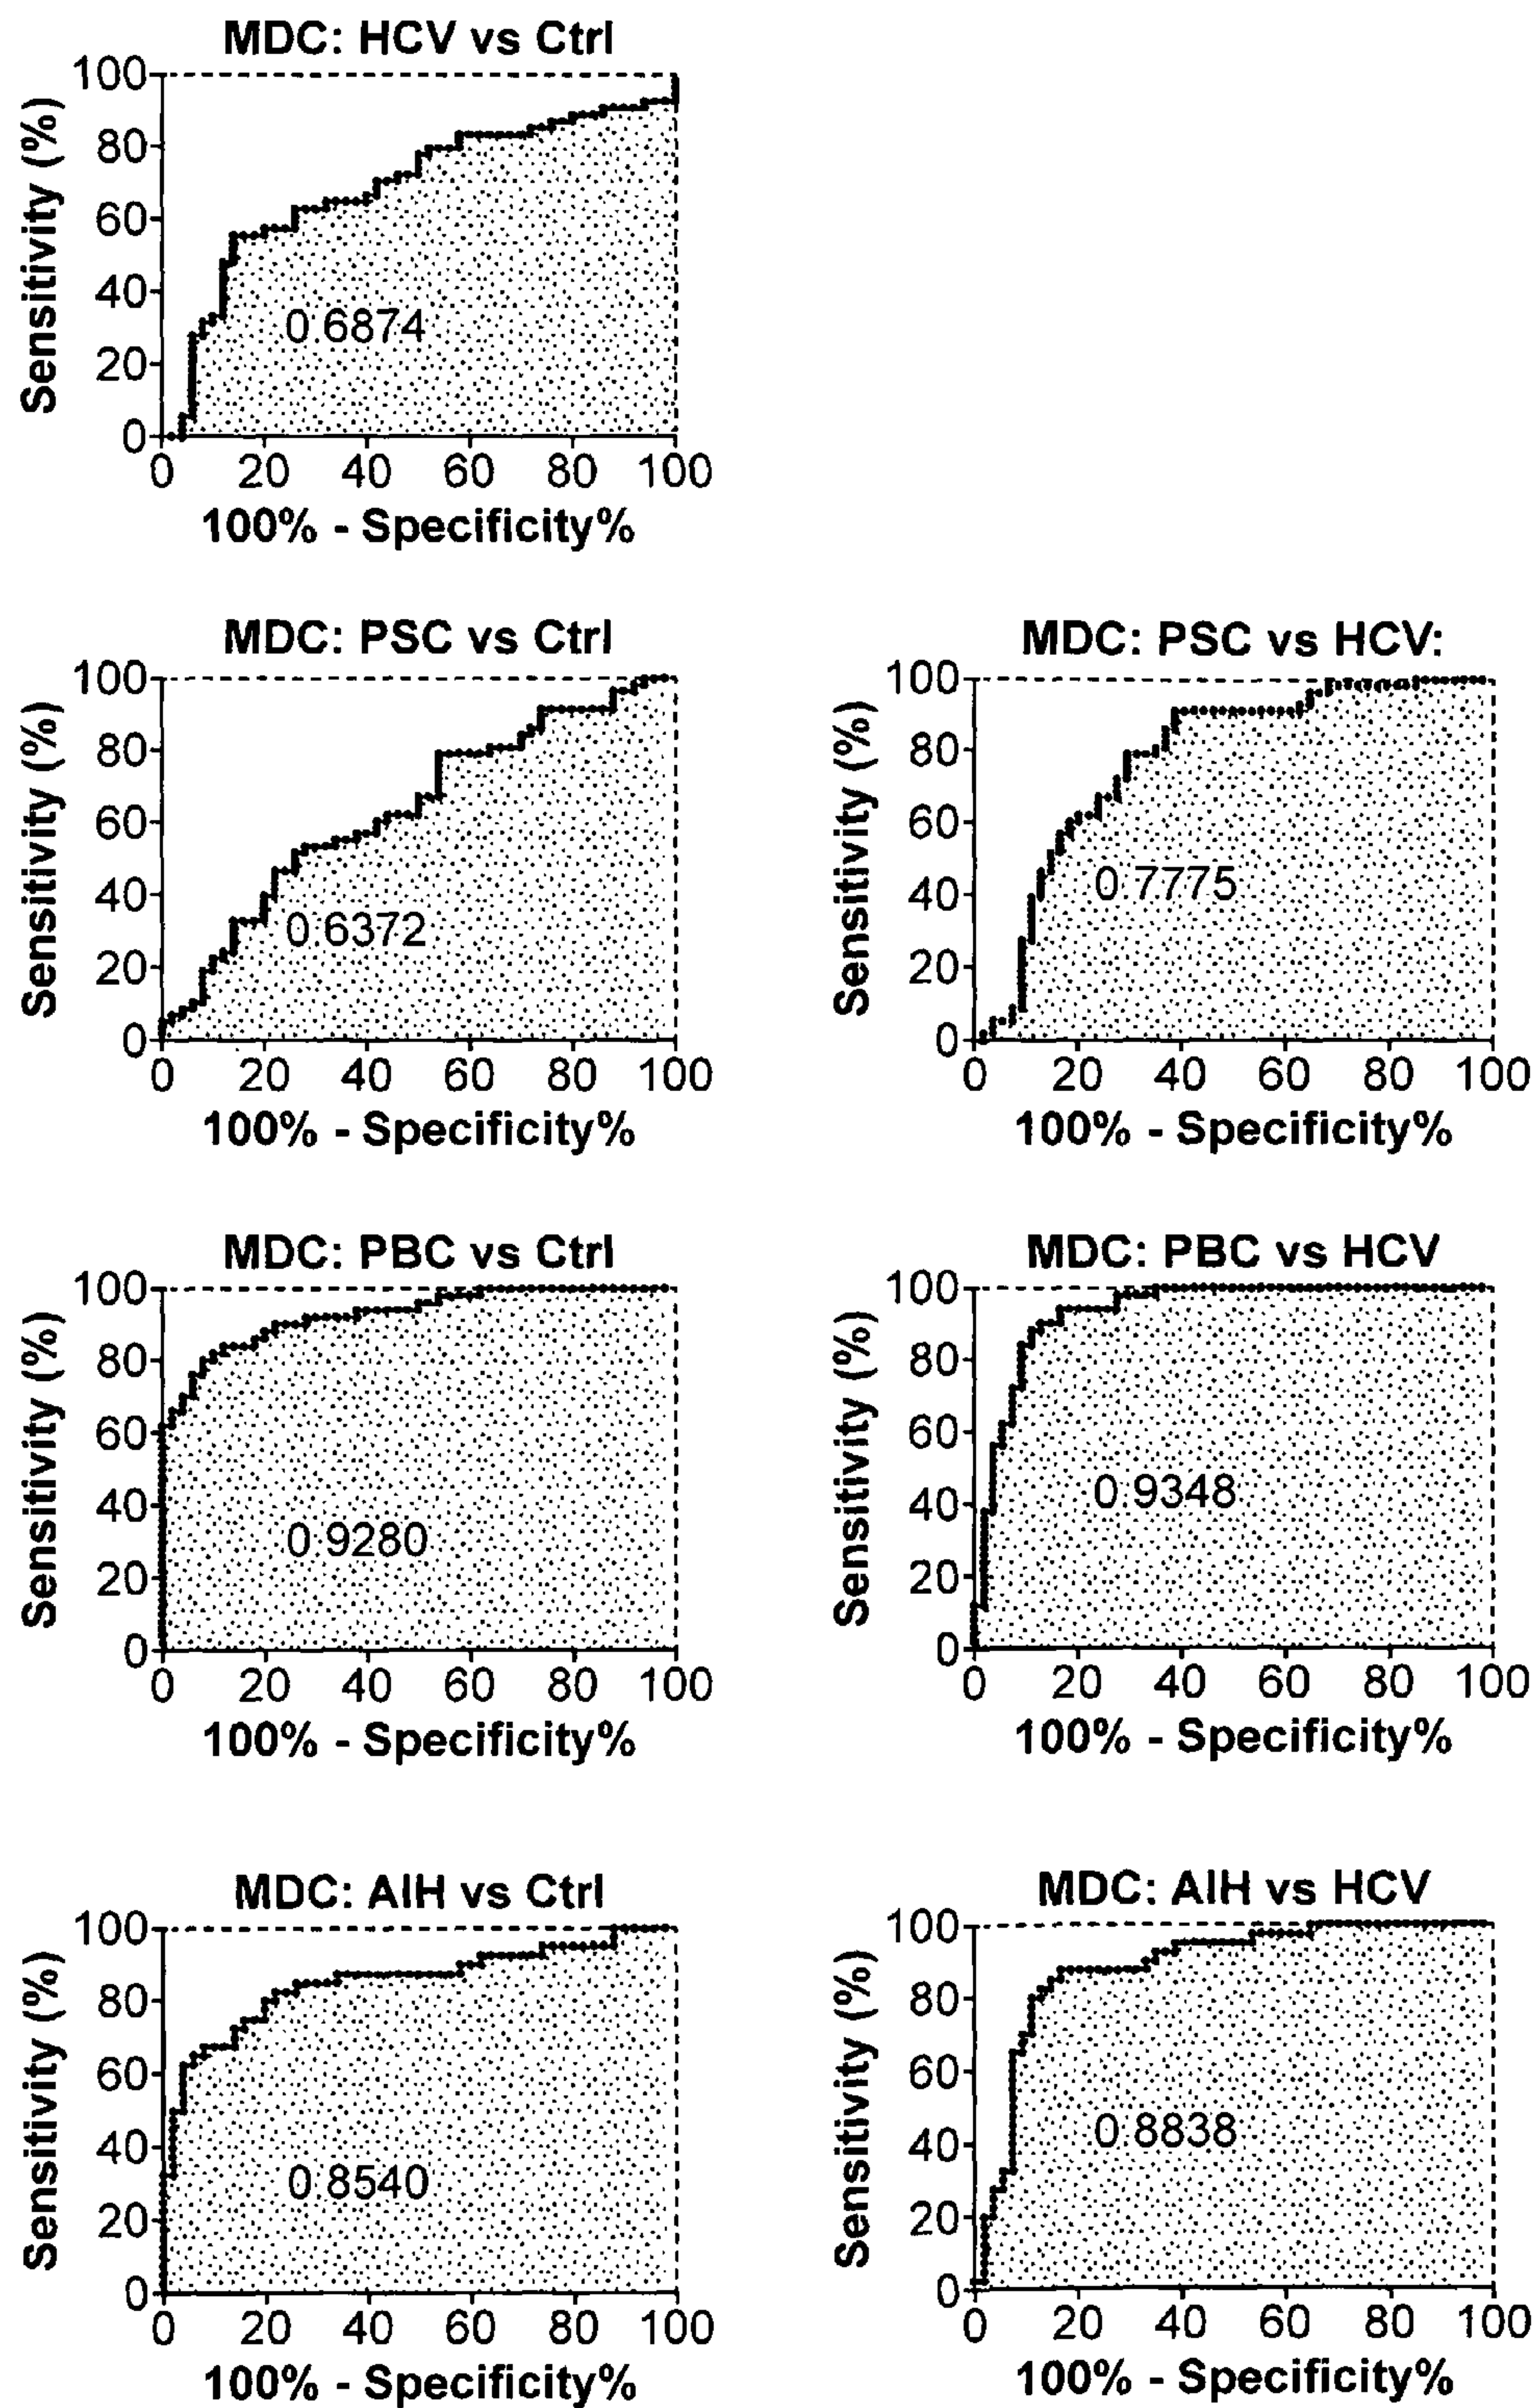 MDC: HCV vs Ctrl
Sensitivity (%)
100
80
60
40
20
0
0.6874
0 20 40 60 80 100
100% - Specificity%
MDC: PSC vs Ctrl
Sensitivity (%)
100
80
60
40
20
0
0.6372
0 20 40 60 80 100
100% - Specificity%
MDC: PSC vs HCV:
Sensitivity (%)
100
80
60
40
20
0
0.7775
0 20 40 60 80 100
100% - Specificity%
MDC: PBC vs Ctrl
Sensitivity (%)
100
80
60
40
20
0
0.9280
0 20 40 60 80 100
100% - Specificity%
MDC: PBC vs HCV
Sensitivity (%)
100
80
60
40
20
0
0.9348
0 20 40 60 80 100
100% - Specificity%
MDC: AIH vs Ctrl
Sensitivity (%)
100
80
60
40
20
0
0.8540
0 20 40 60 80 100
100% - Specificity%
MDC: AIH vs HCV
Sensitivity (%)
100
80
60
40
20
0
0.8838
0 20 40 60 80 100
100% - Specificity%